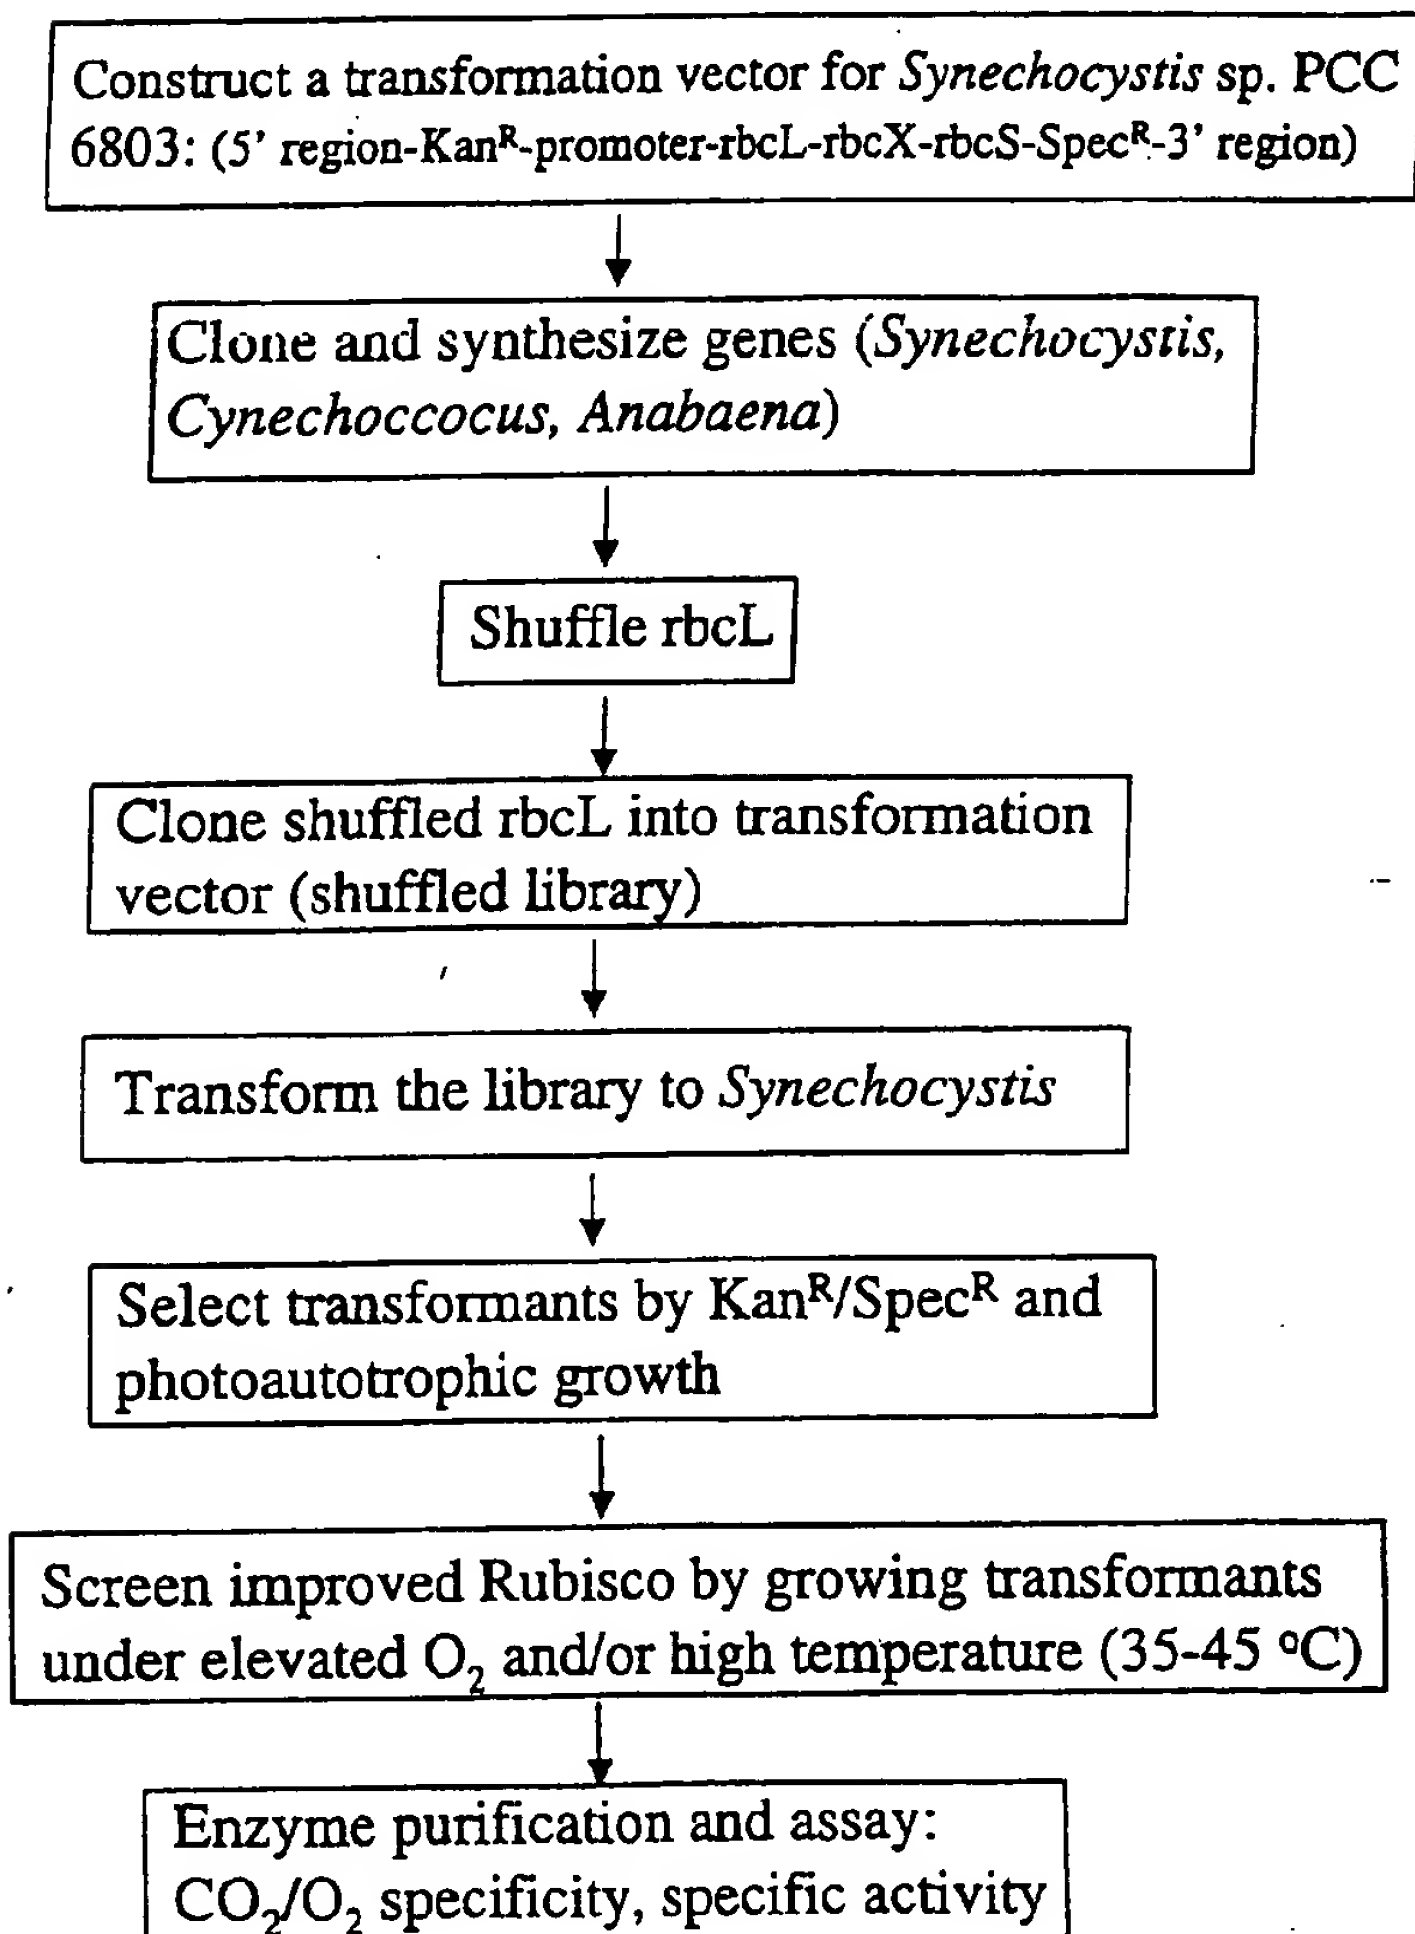 Construct a transformation vector for Synechocystis sp. PCC
6803: (5' region-Kanᴿ-promoter-rbcL-rbcX-rbcS-Specᴿ-3' region)
Clone and synthesize genes (Synechocystis,
Cynechoccocus, Anabaena)
Shuffle rbcL
Clone shuffled rbcL into transformation
vector (shuffled library)
Transform the library to Synechocystis
Select transformants by Kanᴿ/Specᴿ and
photoautotrophic growth
Screen improved Rubisco by growing transformants
under elevated O₂ and/or high temperature (35-45 ºC)
Enzyme purification and assay:
CO₂/O₂ specificity, specific activity